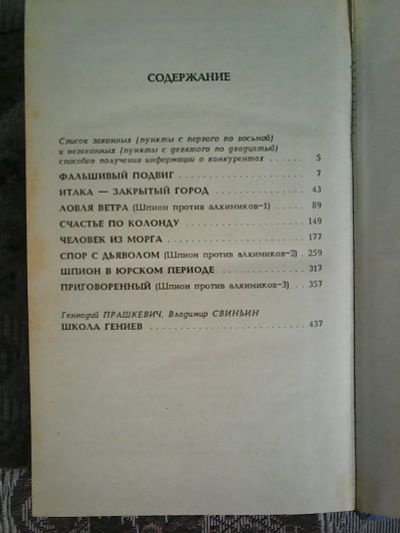 СОДЕРЖАНИЕ
Список законных (пункты с первого по восьмой)
и незаконных (пункты с девятого по двадцатый)
способов получения информации о конкурентах . . . . . . 5
ФАЛЬШИВЫЙ ПОДВИГ . . . . . . . . . . . . . . . . 7
ИТАКА — ЗАКРЫТЫЙ ГОРОД . . . . . . . . . . . . . 43
ЛОВЛЯ ВЕТРА (Шпион против алхимиков-1) . . . . . 89
СЧАСТЬЕ ПО КОЛОНДУ . . . . . . . . . . . . . . . 149
ЧЕЛОВЕК ИЗ МОРГА . . . . . . . . . . . . . . . . 177
СПОР С ДЬЯВОЛОМ (Шпион против алхимиков-2) . 259
ШПИОН В ЮРСКОМ ПЕРИОДЕ . . . . . . . . . . . . 317
ПРИГОВОРЕННЫЙ (Шпион против алхимиков-3) . . . 357
Геннадий ПРАШКЕВИЧ, Владимир СВИНЬИН
ШКОЛА ГЕНИЕВ . . . . . . . . . . . . . . . . . . 437